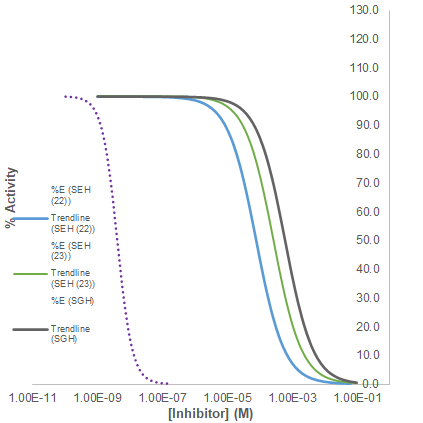 130.0
120.0
110.0
100.0
90.0
80.0
70.0
60.0
50.0
40.0
30.0
20.0
10.0
0.0
% Activity
%E (SEH
(22))
Trendline
(SEH (22))
%E (SEH
(23))
Trendline
(SEH (23))
%E (SGH)
Trendline
(SGH)
1.00E-11 1.00E-09 1.00E-07 1.00E-05 1.00E-03 1.00E-01
[Inhibitor] (M)